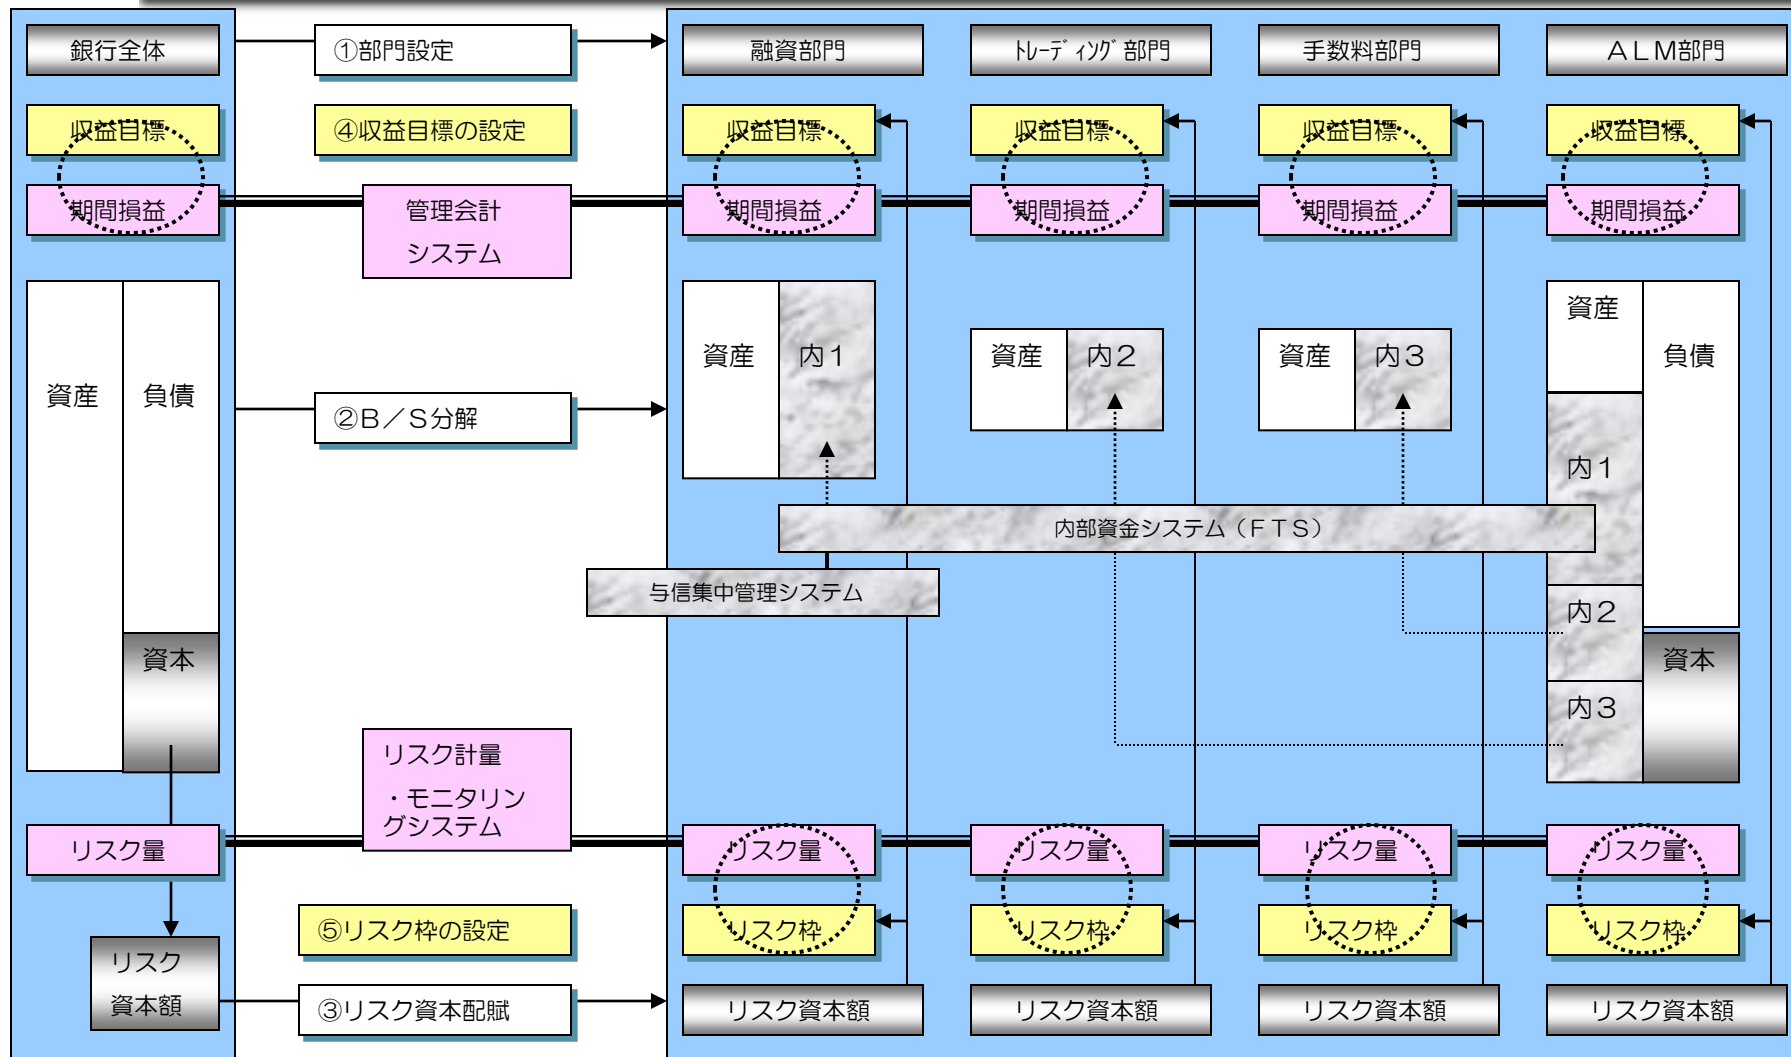 銀行全体
①部門設定
融資部門
ﾄﾚｰﾃﾞｨﾝｸﾞ部門
手数料部門
ＡＬＭ部門
収益目標
④収益目標の設定
収益目標
収益目標
収益目標
収益目標
期間損益
管理会計
システム
期間損益
期間損益
期間損益
期間損益
資産
負債
②Ｂ／Ｓ分解
資産
内１
資産
内２
資産
内３
資産
負債
内１
内部資金システム（ＦＴＳ）
与信集中管理システム
内２
資本
資本
内３
リスク計量
・モニタリン
グシステム
リスク量
リスク量
リスク量
リスク量
リスク量
⑤リスク枠の設定
リスク枠
リスク枠
リスク枠
リスク枠
リスク
資本額
③リスク資本配賦
リスク資本額
リスク資本額
リスク資本額
リスク資本額